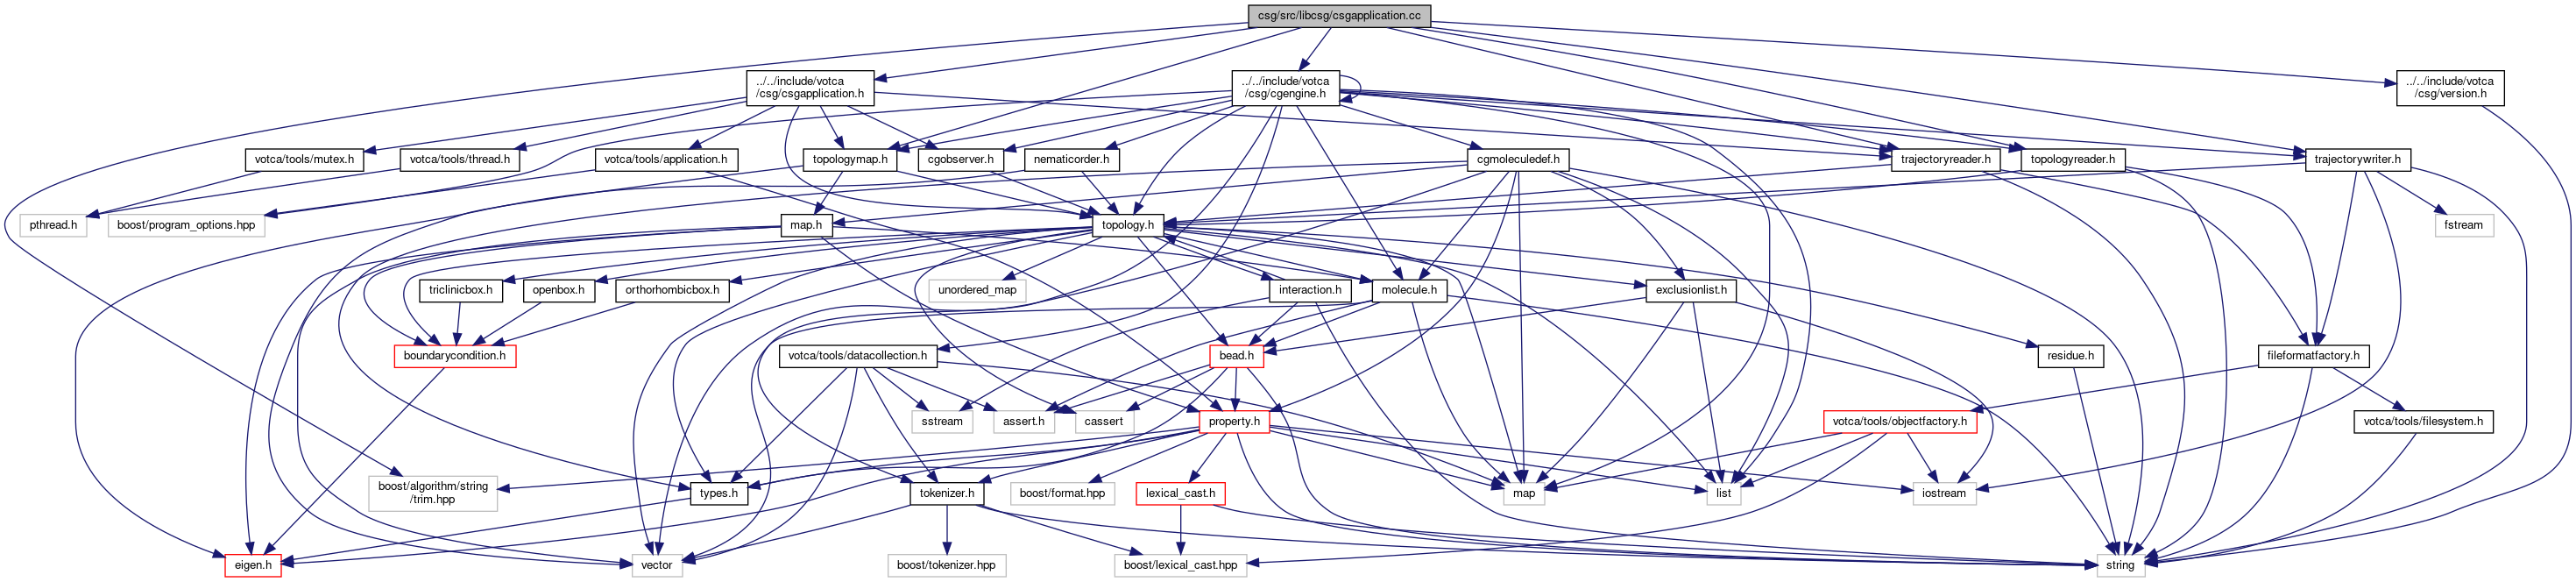 csg/src/libcsg/csgapplication.cc
../../include/votca
/csg/csgapplication.h
../../include/votca
/csg/cgengine.h
../../include/votca
/csg/version.h
votca/tools/mutex.h
votca/tools/thread.h
votca/tools/application.h
topologymap.h
cgobserver.h
nematicorder.h
cgmoleculedef.h
trajectoryreader.h
topologyreader.h
trajectorywriter.h
pthread.h
boost/program_options.hpp
map.h
topology.h
fstream
triclinicbox.h
openbox.h
orthorhombicbox.h
unordered_map
interaction.h
molecule.h
exclusionlist.h
boundarycondition.h
votca/tools/datacollection.h
bead.h
residue.h
fileformatfactory.h
sstream
assert.h
cassert
property.h
votca/tools/objectfactory.h
votca/tools/filesystem.h
boost/algorithm/string
/trim.hpp
types.h
tokenizer.h
boost/format.hpp
lexical_cast.h
map
list
iostream
eigen.h
vector
boost/tokenizer.hpp
boost/lexical_cast.hpp
string